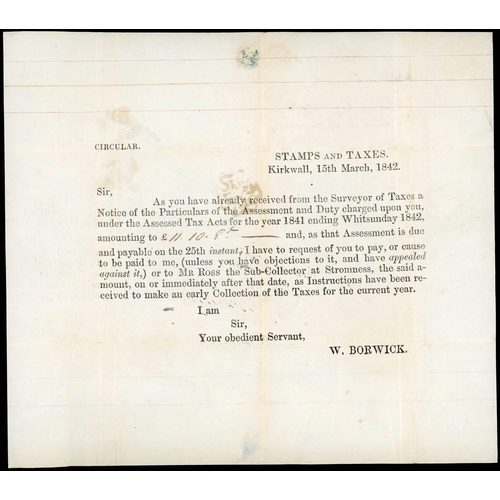 CIRCULAR.
STAMPS AND TAXES.
Kirkwall, 15th March, 1842.
Sir,
As you have already received from the Surveyor of Taxes a
Notice of the Particulars of the Assessment and Duty charged upon you,
under the Assessed Tax Acts for the year 1841 ending Whitsunday 1842,
amounting to £11. 10. 8d — and, as that Assessment is due
and payable on the 25th instant, I have to request of you to pay, or cause
to be paid to me, (unless you have objections to it, and have appealed
against it,) or to MR ROSS the SUB-COLLECTOR at STROMNESS, the said a-
mount, on or immediately after that date, as Instructions have been re-
ceived to make an early Collection of the Taxes for the current year.
I am
Sir,
Your obedient Servant,
W. BORWICK.